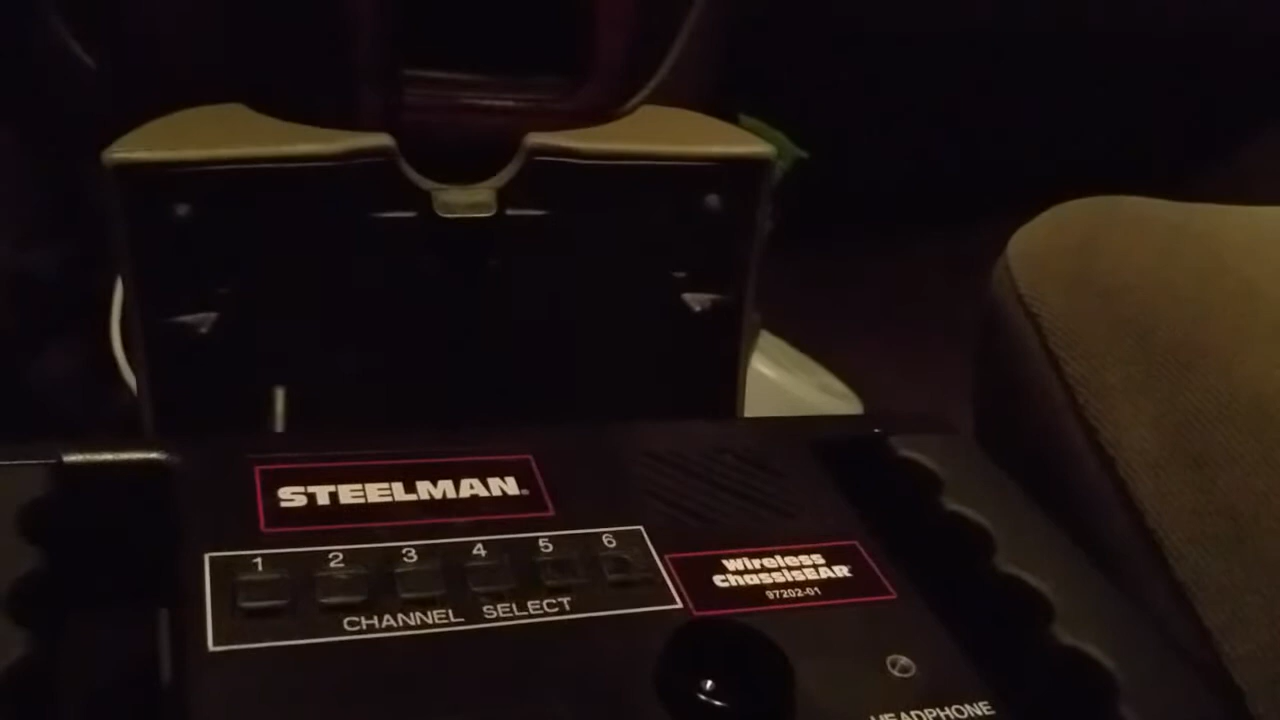 STEELMAN®
1 2 3 4 5 6
CHANNEL SELECT
Wireless
ChassisEAR
97202-01
HEADPHONE